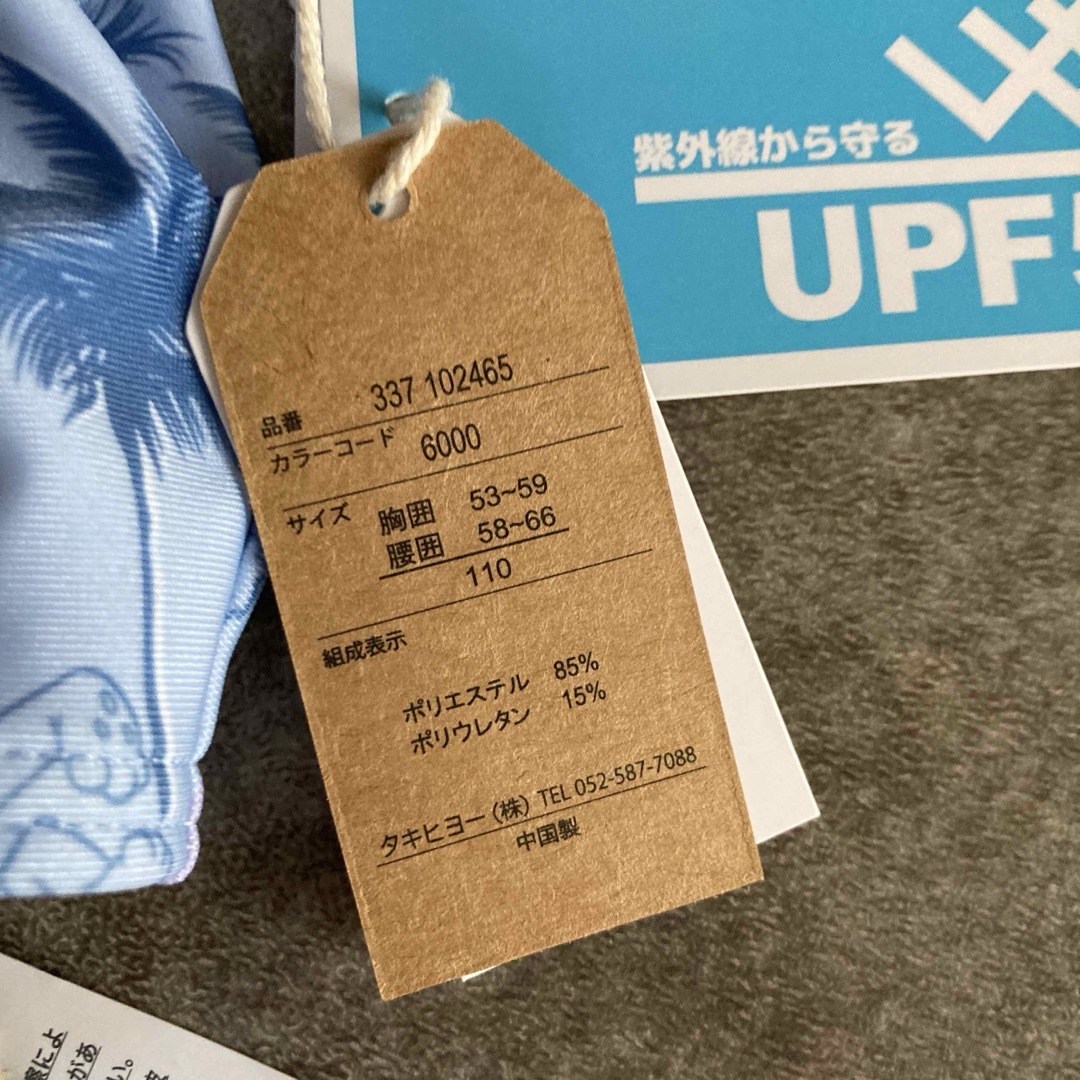 紫外線から守る
UPF
品番 337 102465
カラーコード 6000
サイズ 胸囲 53~59
腰囲 58~66
110
組成表示
ポリエステル 85%
ポリウレタン 15%
タキヒヨー(株) TEL 052-587-7088
中国製